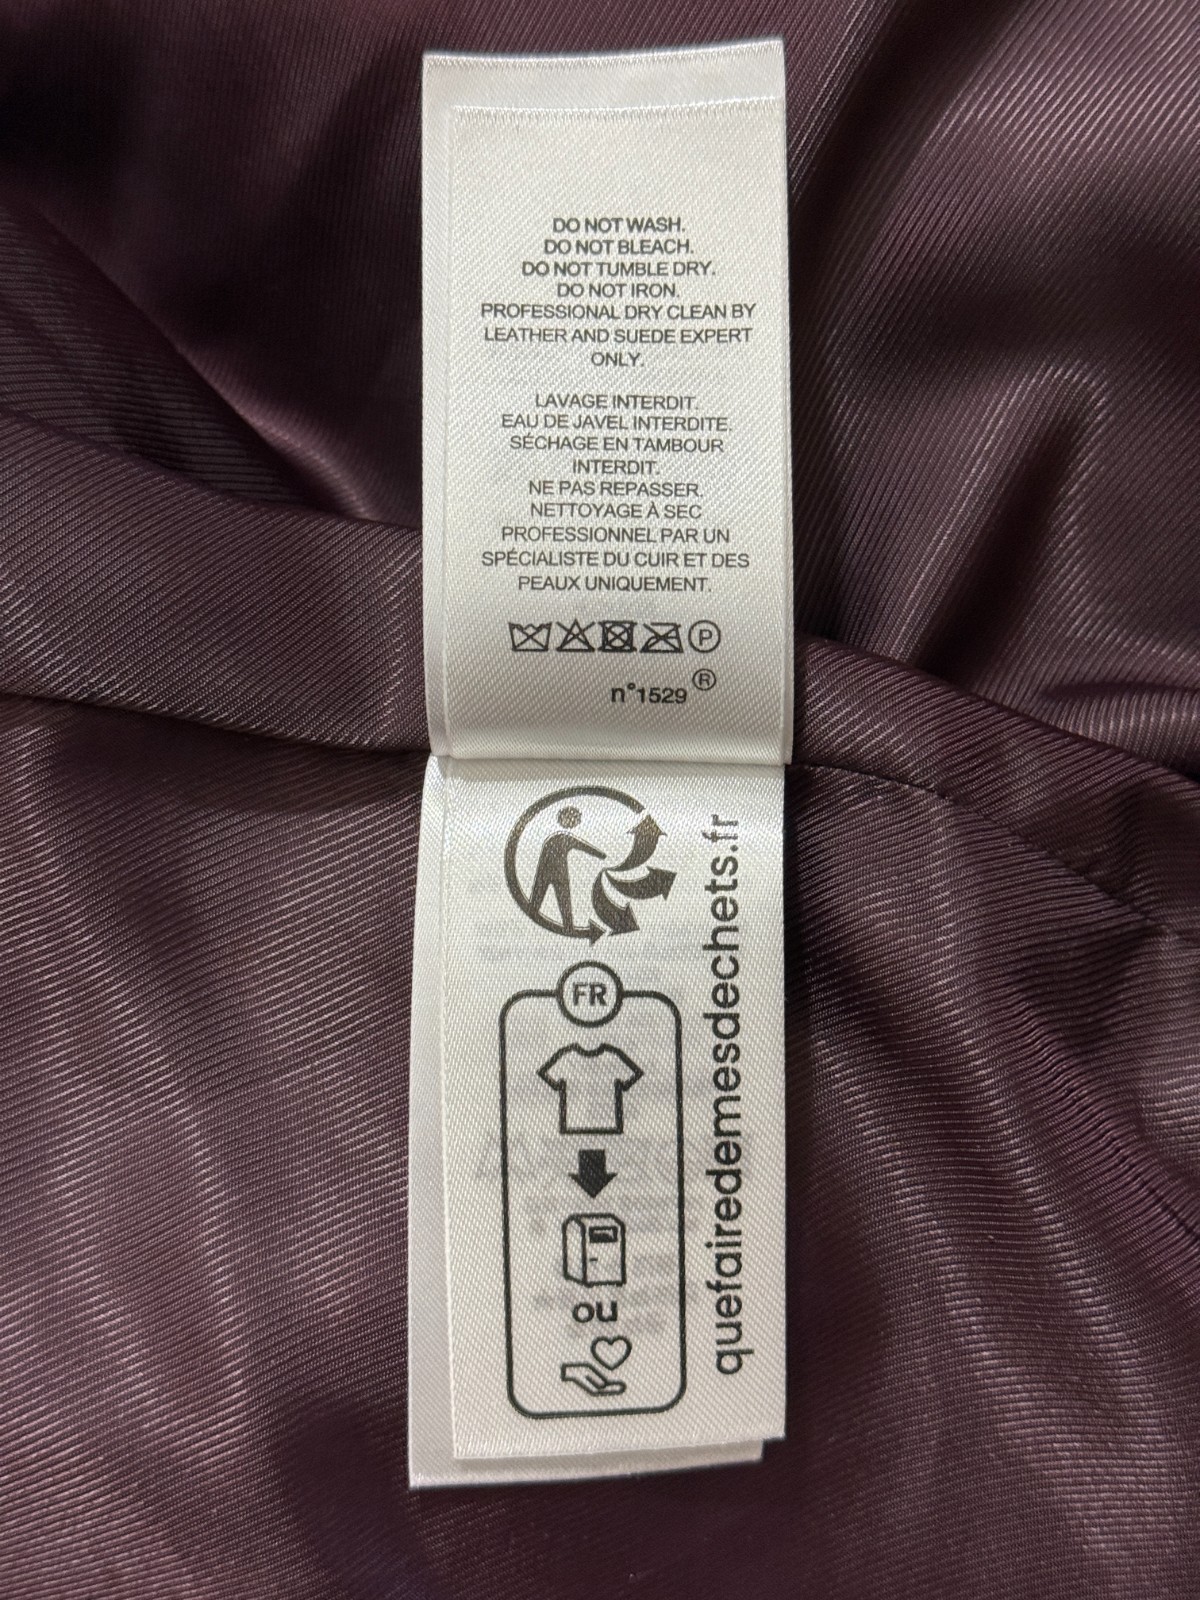 DO NOT WASH.
DO NOT BLEACH.
DO NOT TUMBLE DRY.
DO NOT IRON.
PROFESSIONAL DRY CLEAN BY
LEATHER AND SUEDE EXPERT
ONLY.
LAVAGE INTERDIT.
EAU DE JAVEL INTERDITE.
SÉCHAGE EN TAMBOUR
INTERDIT.
NE PAS REPASSER.
NETTOYAGE À SEC
PROFESSIONNEL PAR UN
SPÉCIALISTE DU CUIR ET DES
PEAUX UNIQUEMENT.
P
n°1529 ®
FR
OU
quefairedemesdechets.fr